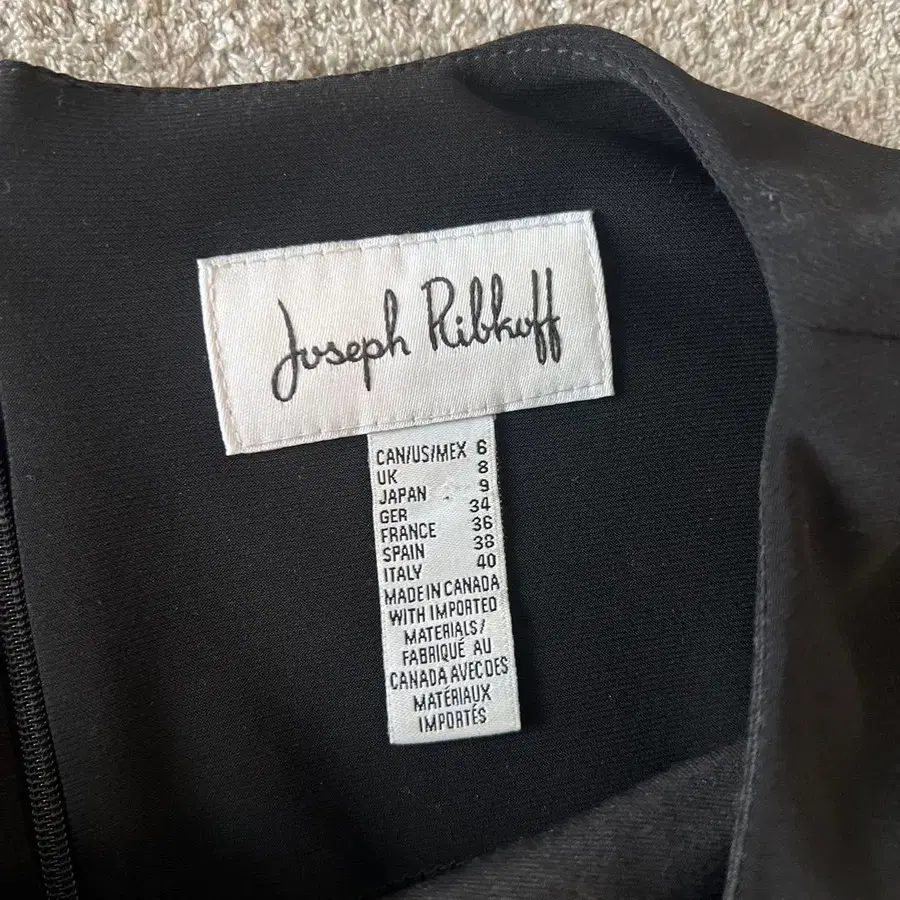 Joseph Ribkoff
CAN/US/MEX 6
UK 8
JAPAN 9
GER 34
FRANCE 36
SPAIN 38
ITALY 40
MADE IN CANADA
WITH IMPORTED
MATERIALS/
FABRIQUÉ AU
CANADA AVEC DES
MATÉRIAUX
IMPORTÉS